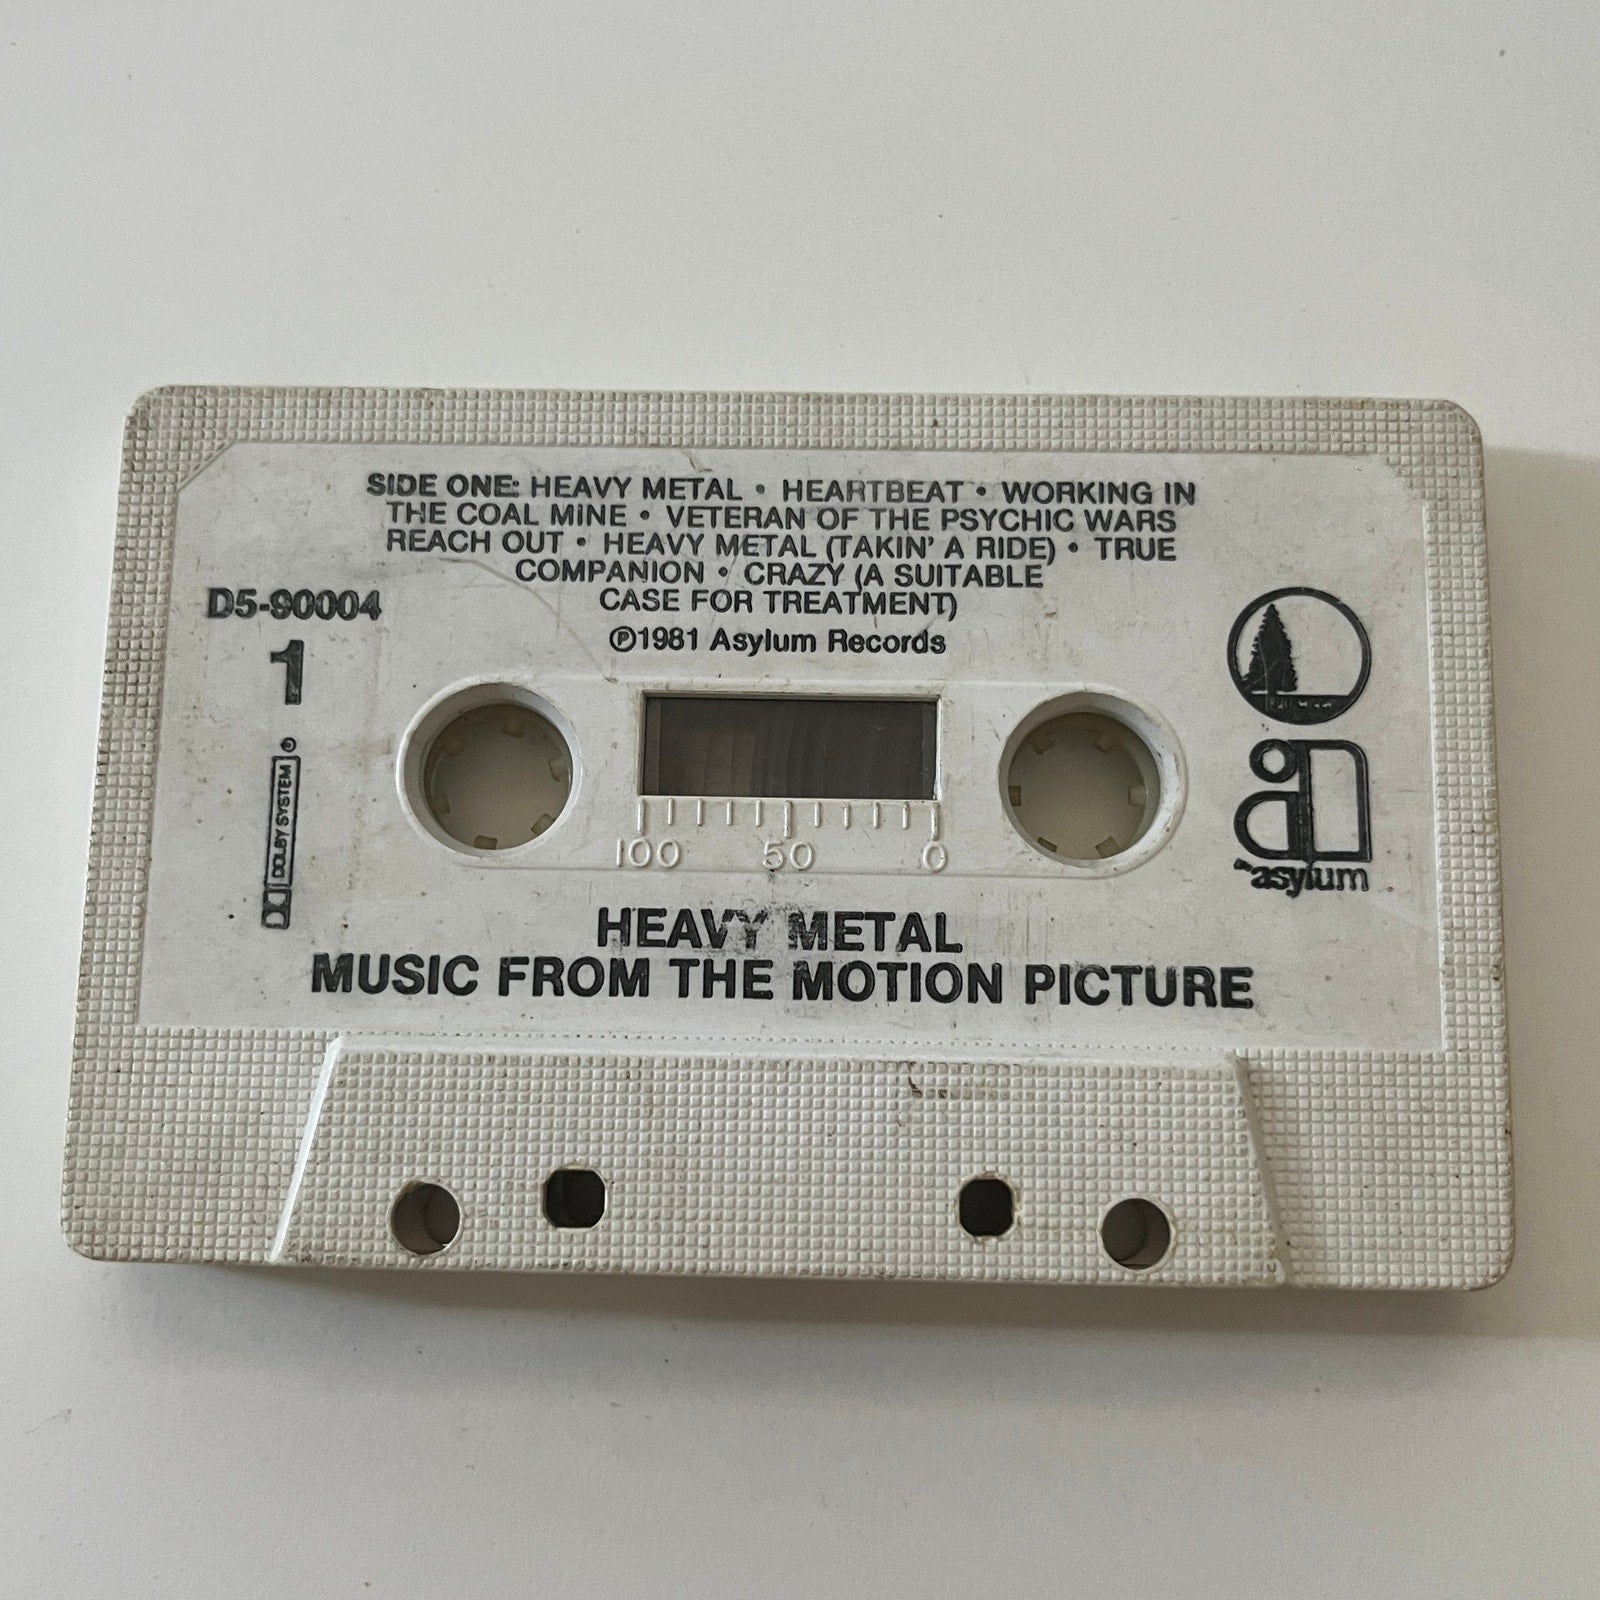 SIDE ONE: HEAVY METAL • HEARTBEAT • WORKING IN
THE COAL MINE • VETERAN OF THE PSYCHIC WARS
REACH OUT • HEAVY METAL (TAKIN' A RIDE) • TRUE
COMPANION • CRAZY (A SUITABLE
CASE FOR TREATMENT)
℗1981 Asylum Records
D5-90004
1
DOLBY SYSTEM
asylum
100 50 0
HEAVY METAL
MUSIC FROM THE MOTION PICTURE